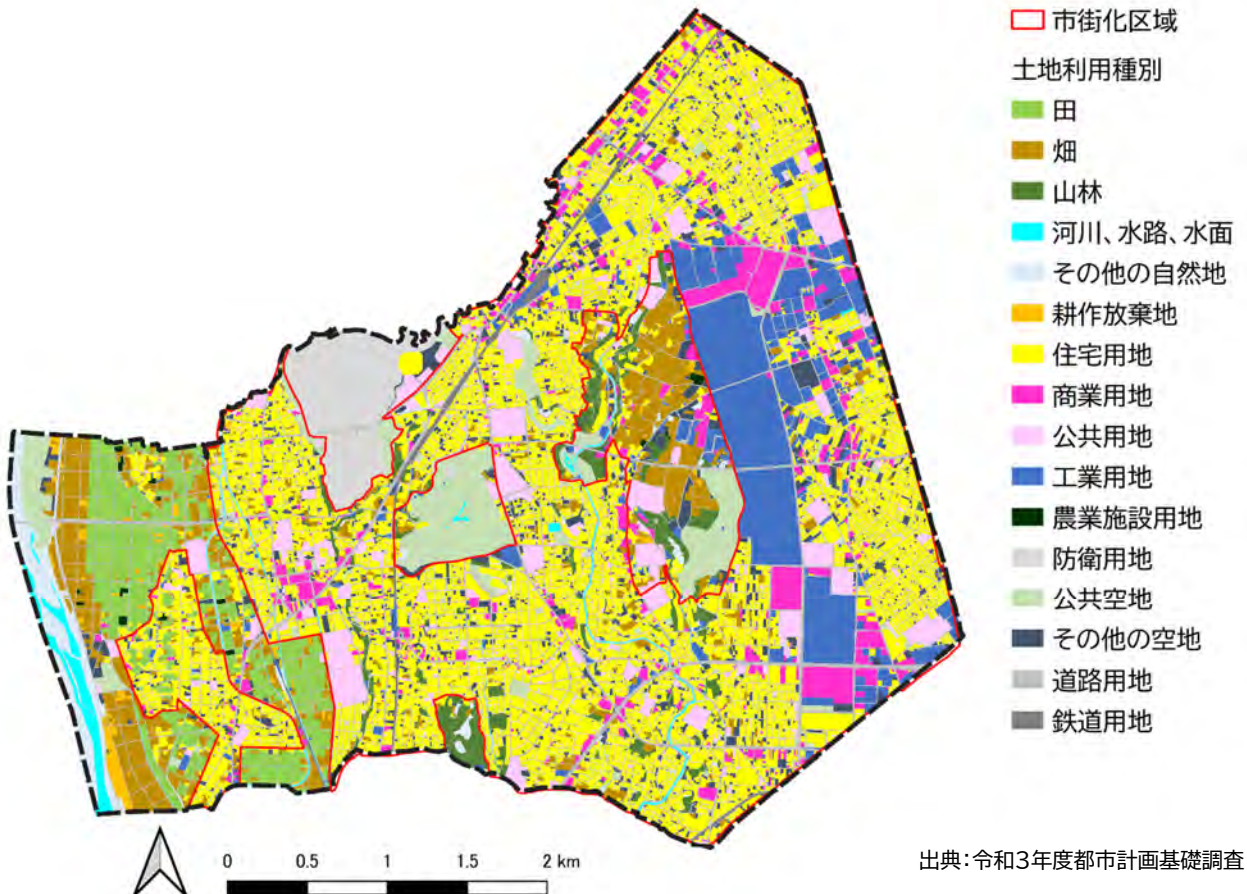 市街化区域
土地利用種別
田
畑
山林
河川、水路、水面
その他の自然地
耕作放棄地
住宅用地
商業用地
公共用地
工業用地
農業施設用地
防衛用地
公共空地
その他の空地
道路用地
鉄道用地
0 0.5 1 1.5 2 km
出典：令和3年度都市計画基礎調査